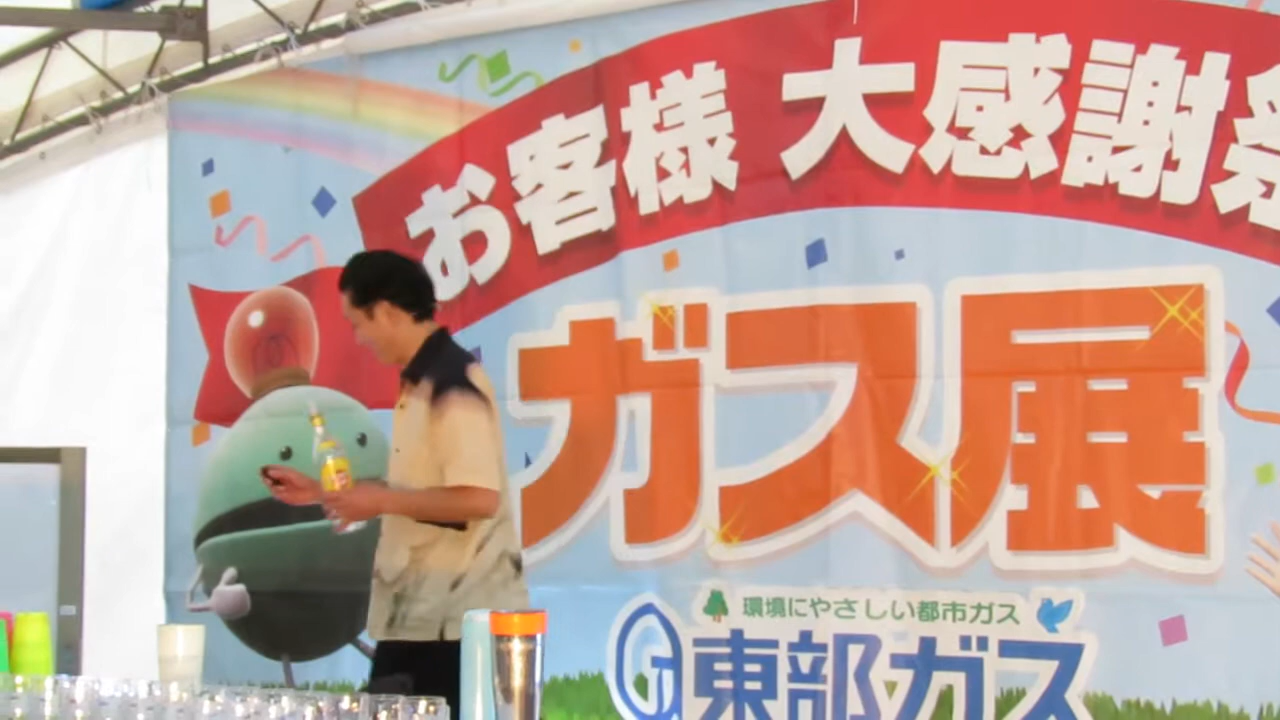 お客様 大感謝祭
ガス展
環境にやさしい都市ガス
東部ガス